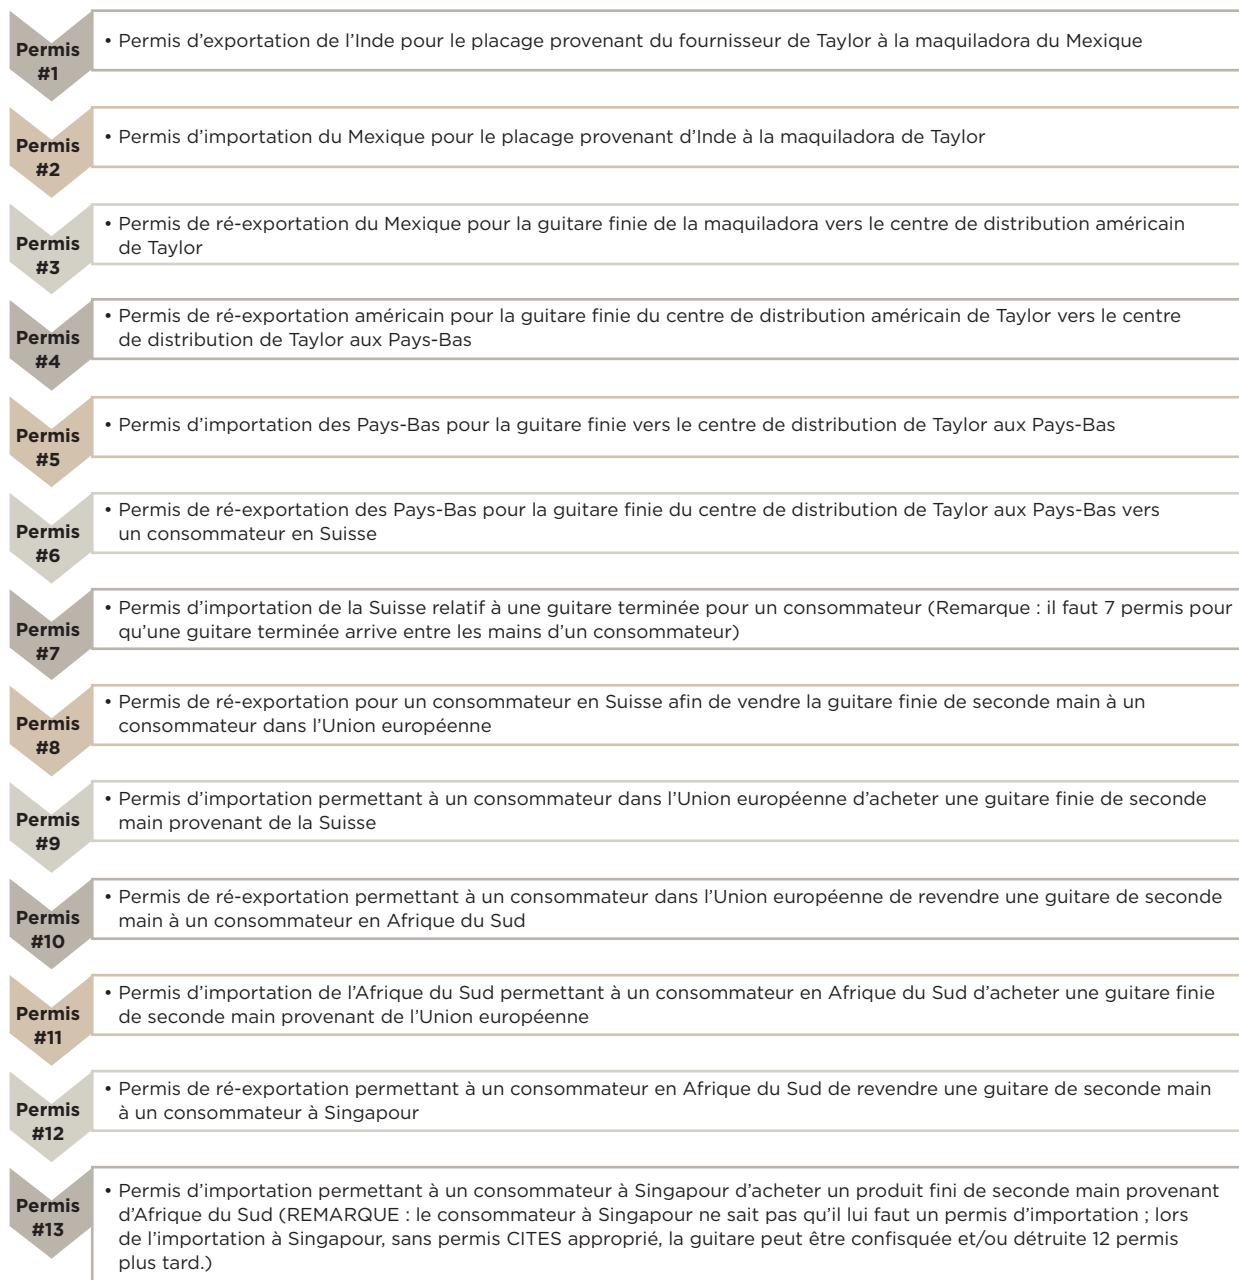 Permis
#1
• Permis d’exportation de l’Inde pour le placage provenant du fournisseur de Taylor à la maquiladora du Mexique
Permis
#2
• Permis d’importation du Mexique pour le placage provenant d’Inde à la maquiladora de Taylor
Permis
#3
• Permis de ré-exportation du Mexique pour la guitare finie de la maquiladora vers le centre de distribution américain
de Taylor
Permis
#4
• Permis de ré-exportation américain pour la guitare finie du centre de distribution américain de Taylor vers le centre
de distribution de Taylor aux Pays-Bas
Permis
#5
• Permis d’importation des Pays-Bas pour la guitare finie vers le centre de distribution de Taylor aux Pays-Bas
Permis
#6
• Permis de ré-exportation des Pays-Bas pour la guitare finie du centre de distribution de Taylor aux Pays-Bas vers
un consommateur en Suisse
Permis
#7
• Permis d’importation de la Suisse relatif à une guitare terminée pour un consommateur (Remarque : il faut 7 permis pour
qu’une guitare terminée arrive entre les mains d’un consommateur)
Permis
#8
• Permis de ré-exportation pour un consommateur en Suisse afin de vendre la guitare finie de seconde main à un
consommateur dans l’Union européenne
Permis
#9
• Permis d’importation permettant à un consommateur dans l’Union européenne d’acheter une guitare finie de seconde
main provenant de la Suisse
Permis
#10
• Permis de ré-exportation permettant à un consommateur dans l’Union européenne de revendre une guitare de seconde
main à un consommateur en Afrique du Sud
Permis
#11
• Permis d’importation de l’Afrique du Sud permettant à un consommateur en Afrique du Sud d’acheter une guitare finie
de seconde main provenant de l’Union européenne
Permis
#12
• Permis de ré-exportation permettant à un consommateur en Afrique du Sud de revendre une guitare de seconde main
à un consommateur à Singapour
Permis
#13
• Permis d’importation permettant à un consommateur à Singapour d’acheter un produit fini de seconde main provenant
d’Afrique du Sud (REMARQUE : le consommateur à Singapour ne sait pas qu’il lui faut un permis d’importation ; lors
de l’importation à Singapour, sans permis CITES approprié, la guitare peut être confisquée et/ou détruite 12 permis
plus tard.)